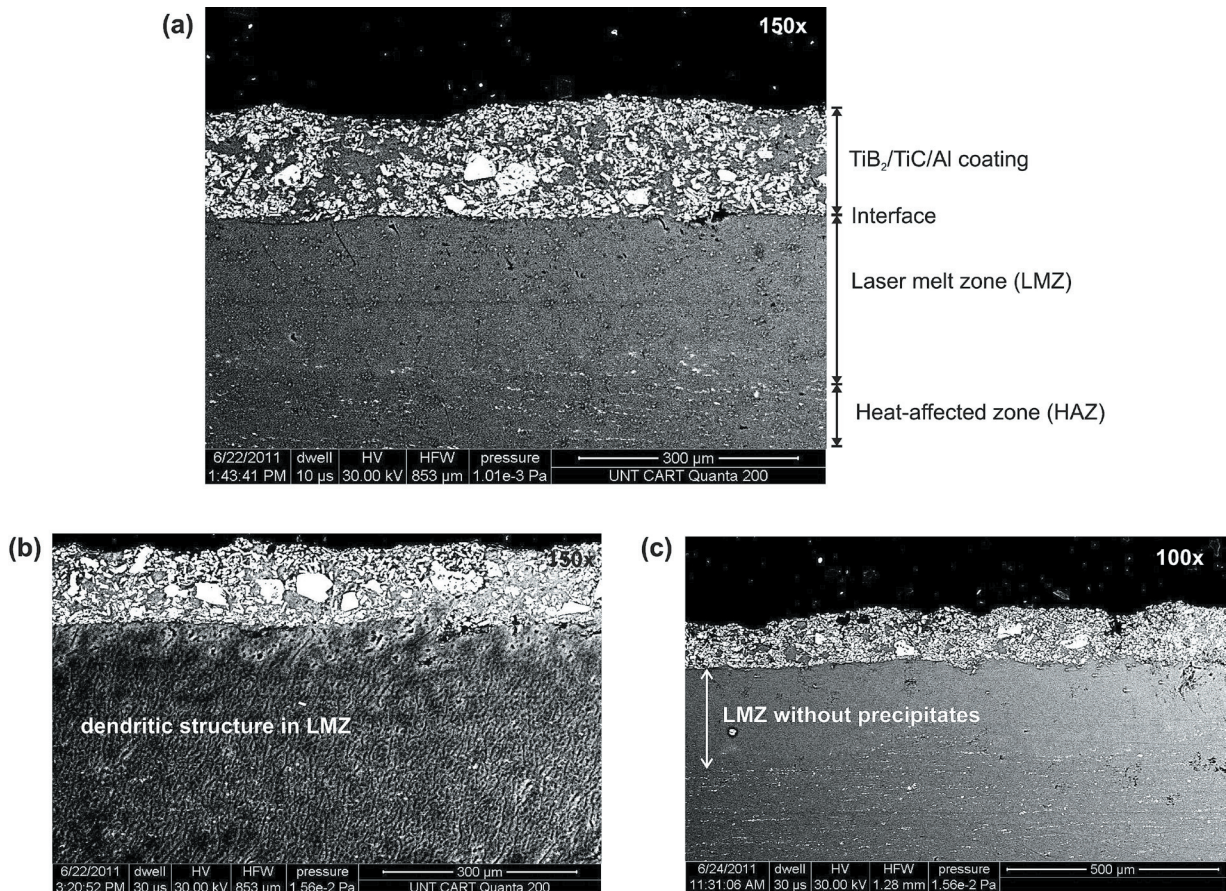 (a)
150x
TiB₂/TiC/Al coating
Interface
Laser melt zone (LMZ)
Heat-affected zone (HAZ)
6/22/2011 dwell HV HFW pressure 300 µm
1:43:41 PM 10 µs 30.00 kV 853 µm 1.01e-3 Pa UNT CART Quanta 200
(b)
150x
dendritic structure in LMZ
6/22/2011 dwell HV HFW pressure 300 µm
3:20:52 PM 30 µs 30.00 kV 853 µm 1.56e-2 Pa UNT CART Quanta 200
(c)
100x
LMZ without precipitates
6/24/2011 dwell HV HFW pressure 500 µm
11:31:06 AM 30 µs 30.00 kV 1.28 mm 1.56e-2 Pa UNT CART Quanta 200